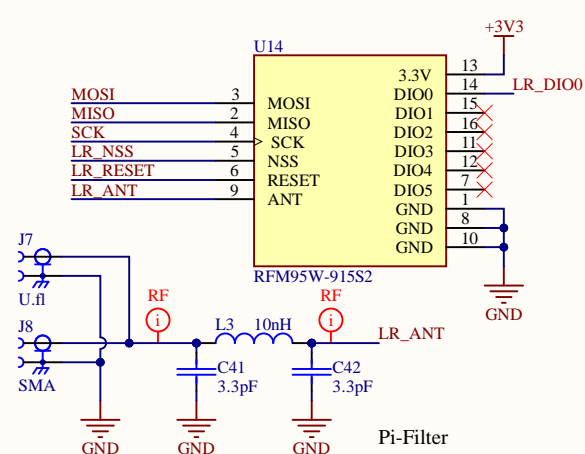 +3V3
U14
3.3V 13
DIO0 14 LR_DIO0
MOSI 3 MOSI
DIO1 15
MISO 2 MISO
DIO2 16
SCK 4 SCK
DIO3 11
LR_NSS 5 NSS
DIO4 12
LR_RESET 6 RESET
DIO5 7
LR_ANT 9 ANT
GND 1
GND 8
GND 10
RFM95W-915S2
GND
J7
U.fl
RF
i
RF
i
J8
SMA
L3 10nH
LR_ANT
C41
3.3pF
C42
3.3pF
GND
GND
GND
Pi-Filter